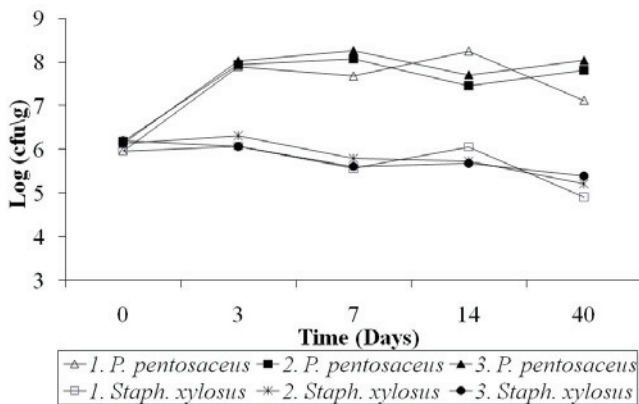 9
8
7
6
5
4
3
Log (cfu\g)
0 3 7 14 40
Time (Days)
1. P. pentosaceus 2. P. pentosaceus 3. P. pentosaceus
1. Staph. xylosus 2. Staph. xylosus 3. Staph. xylosus